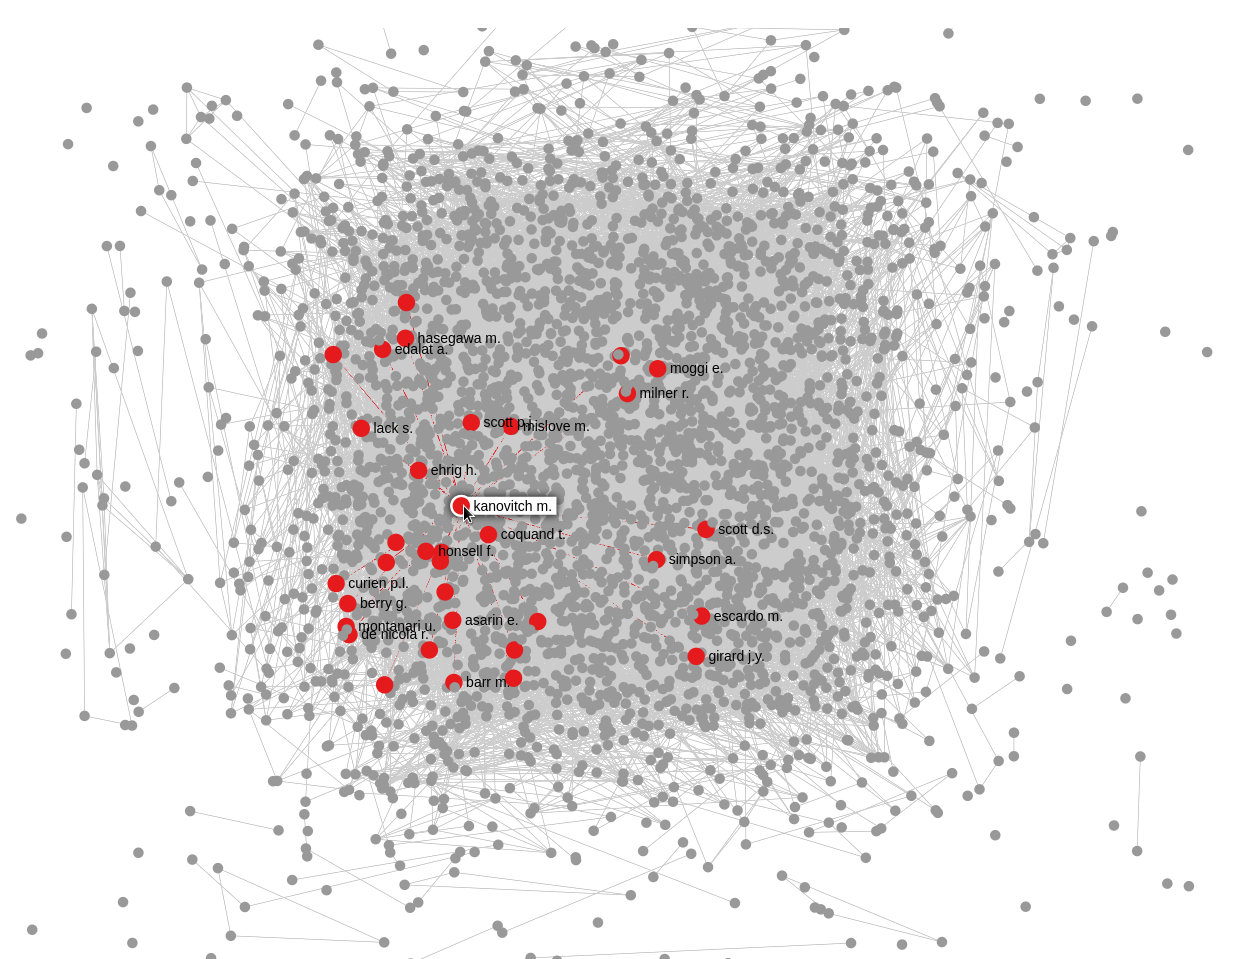 hasegawa m.
edalat a.
moggi e.
milner r.
lack s.
scott p.j.
mislove m.
ehrig h.
kanovitch m.
scott d.s.
coquand t.
honsell f.
simpson a.
curien p.l.
berry g.
escardo m.
asarin e.
montanari u.
de nicola r.
girard j.y.
barr m.